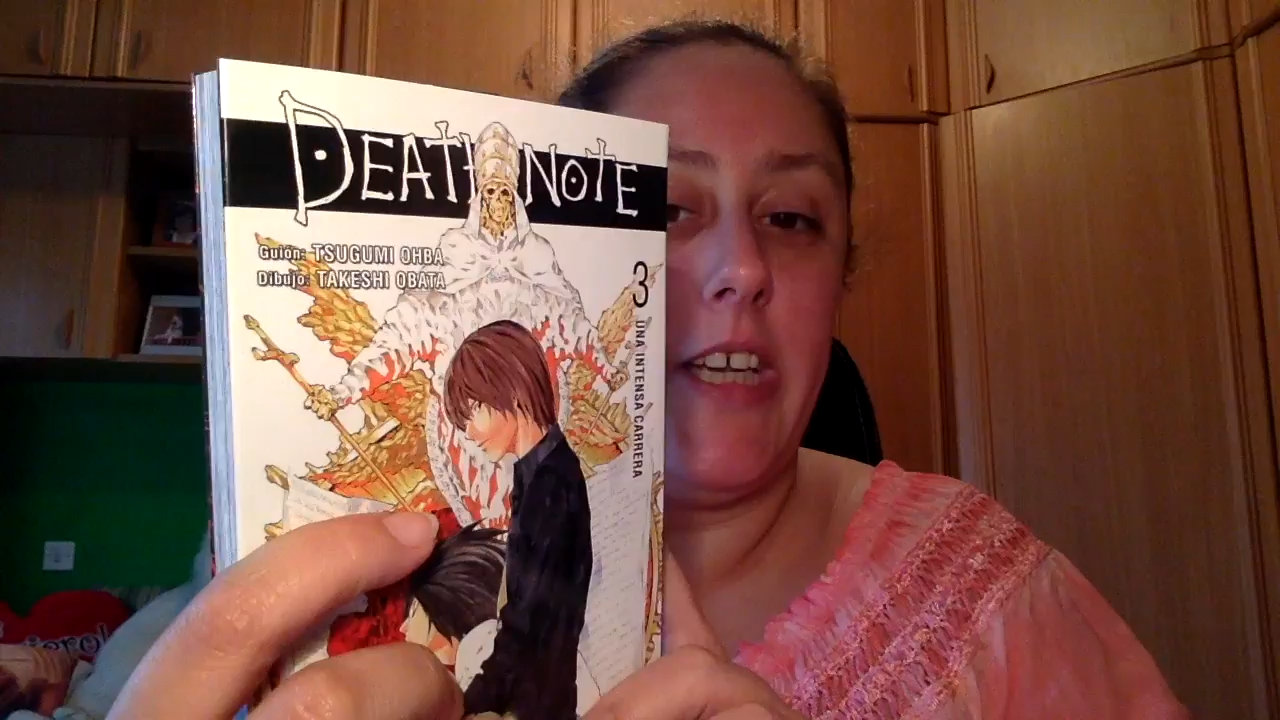 DEATH NOTE
Guión: TSUGUMI OHBA
Dibujo: TAKESHI OBATA
3
UNA INTENSA CARRERA